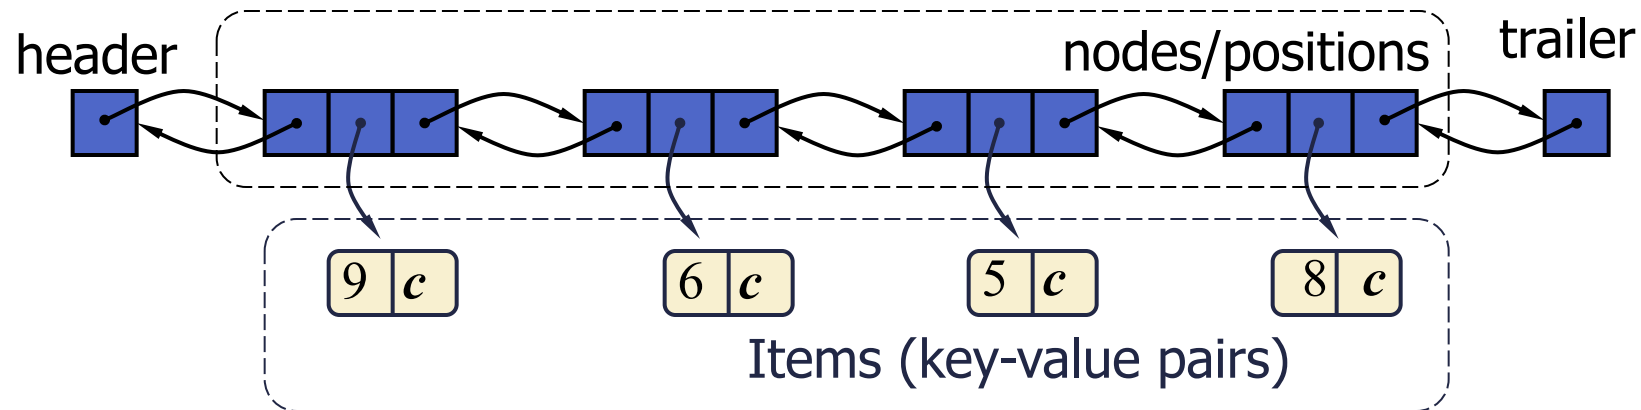 header
nodes/positions
trailer
9 c
6 c
5 c
8 c
Items (key-value pairs)